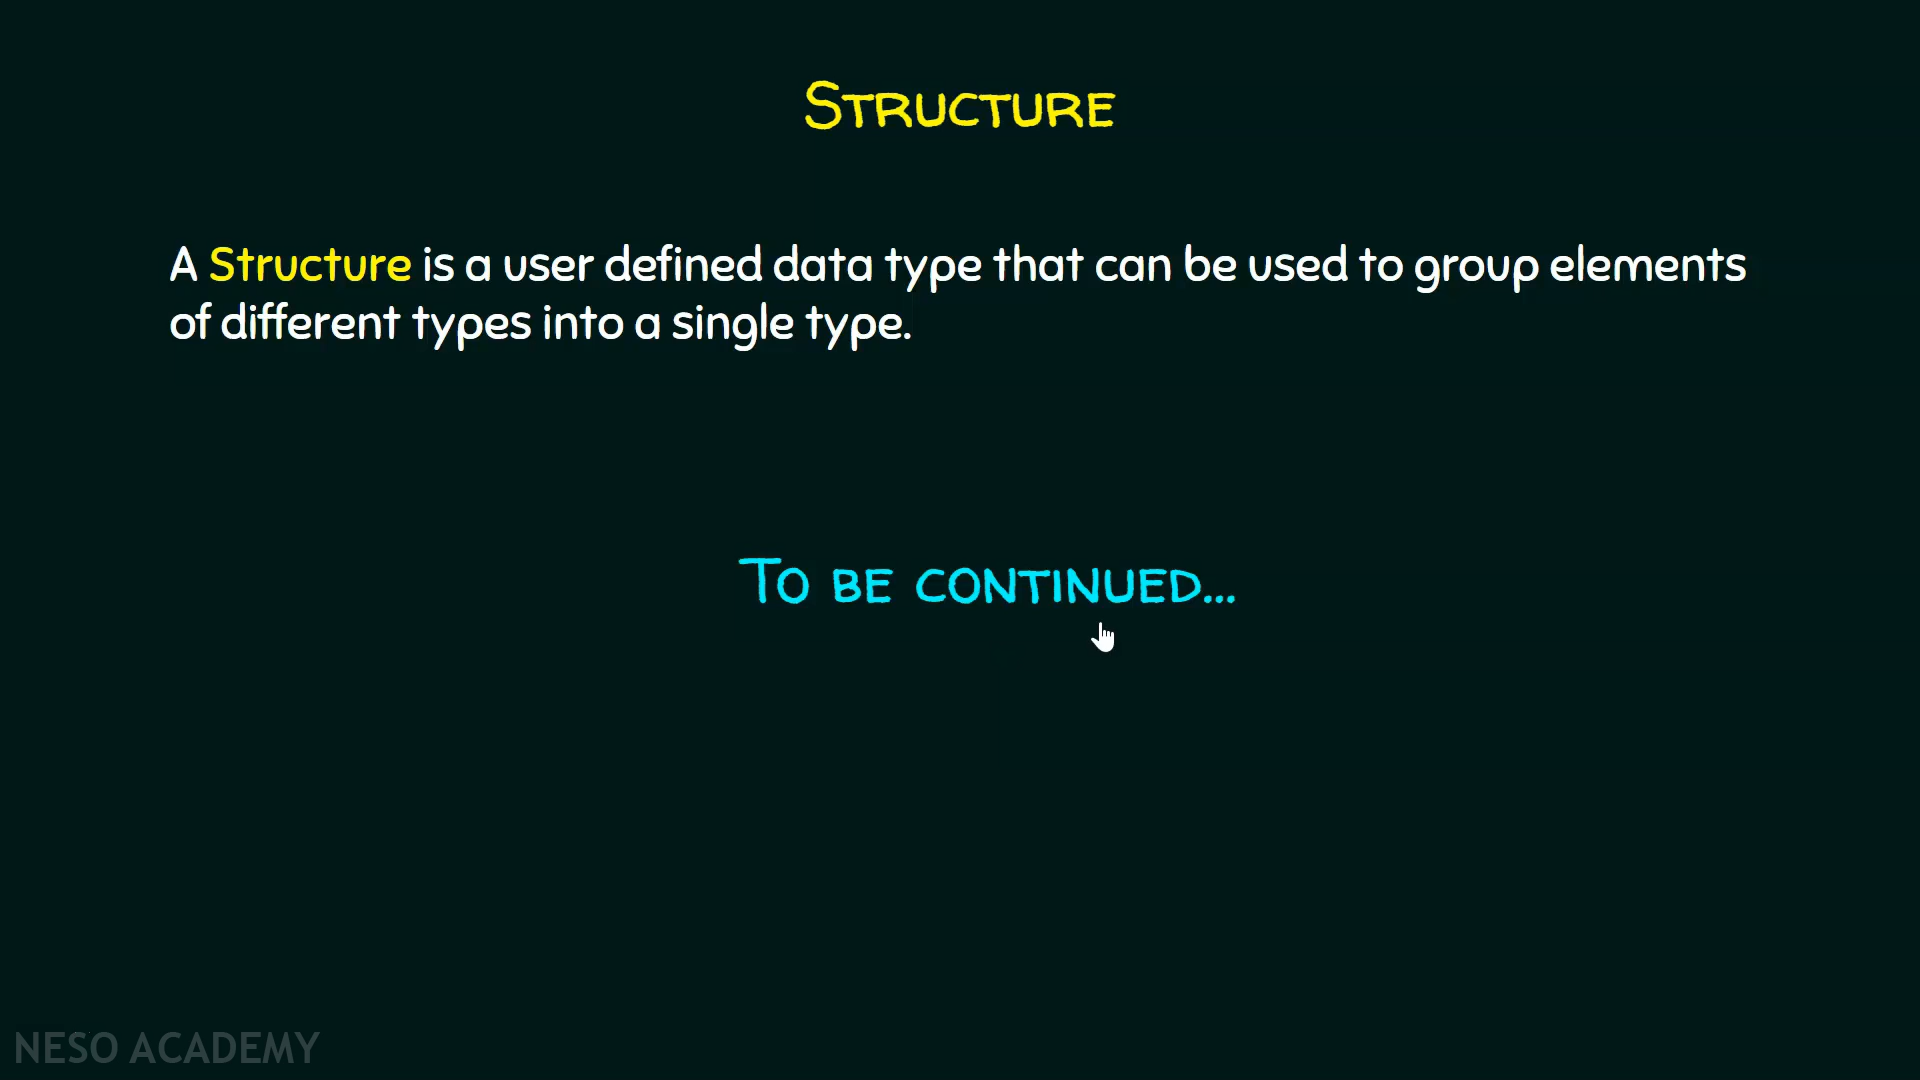 STRUCTURE
A Structure is a user defined data type that can be used to group elements
of different types into a single type.
TO BE CONTINUED...
NESO ACADEMY